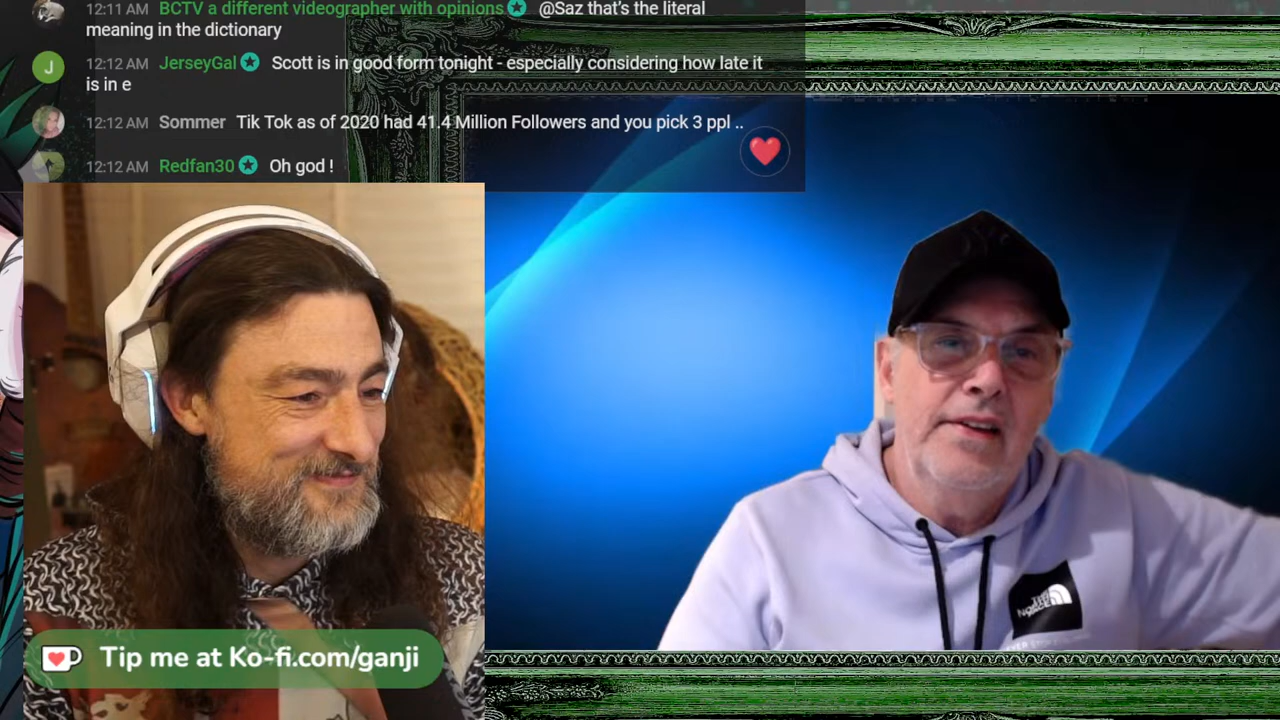 12:11 AM BCTV a different videographer with opinions @Saz that's the literal
meaning in the dictionary
J 12:12 AM JerseyGal Scott is in good form tonight - especially considering how late it
is in e
12:12 AM Sommer Tik Tok as of 2020 had 41.4 Million Followers and you pick 3 ppl ..
12:12 AM Redfan30 Oh god !
THE
NORTH
FACE
Tip me at Ko-fi.com/ganji